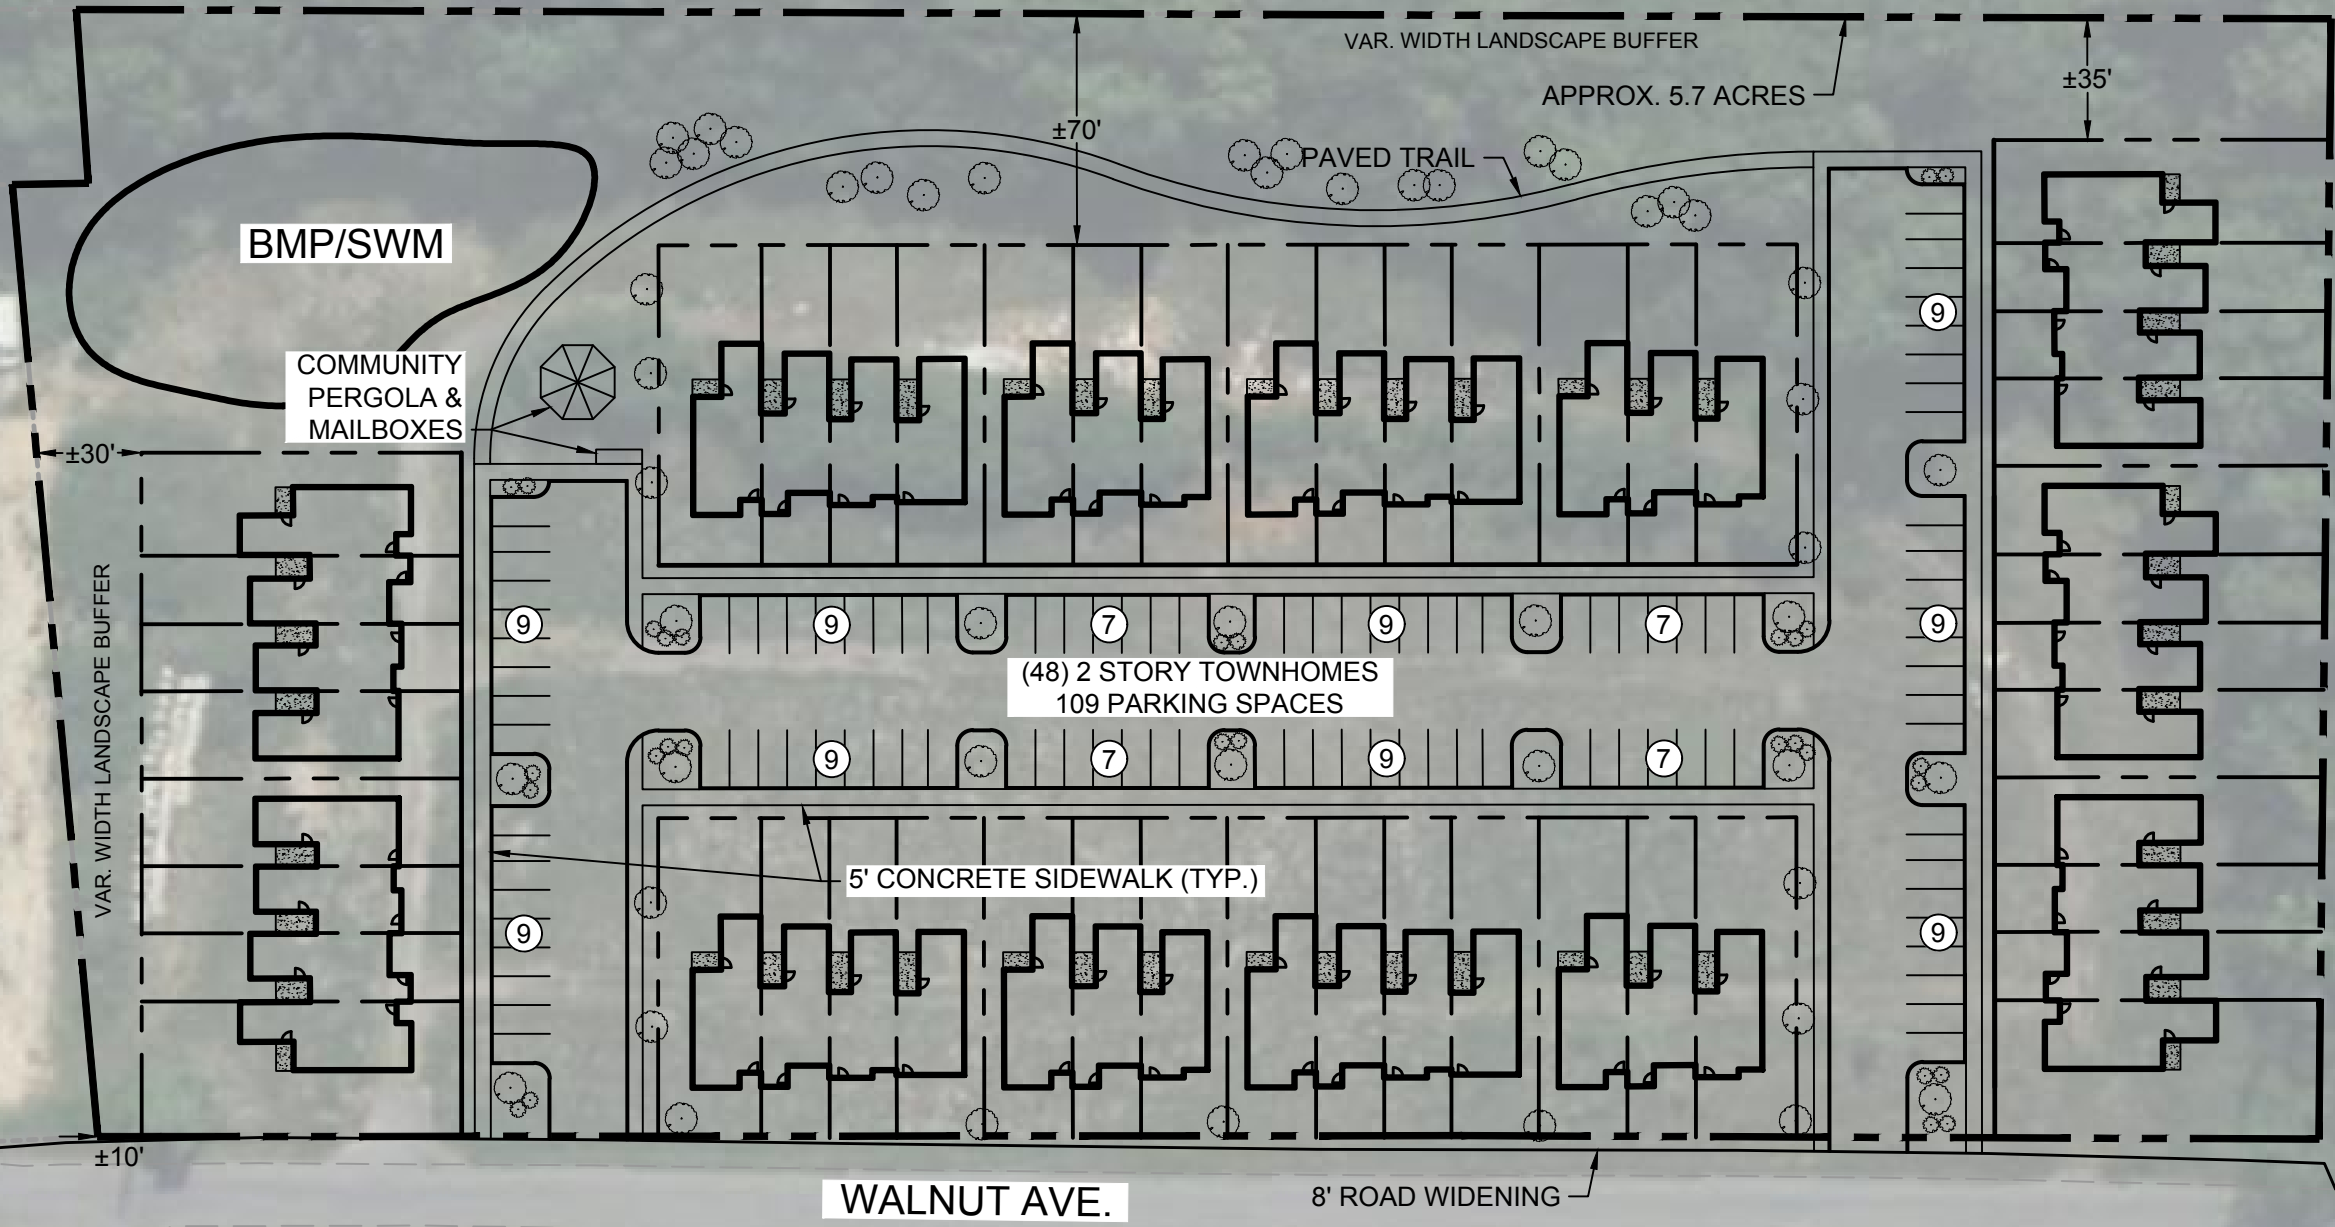 VAR. WIDTH LANDSCAPE BUFFER
±35'
APPROX. 5.7 ACRES
±70'
PAVED TRAIL
BMP/SWM
9
COMMUNITY
PERGOLA &
MAILBOXES
±30'
VAR. WIDTH LANDSCAPE BUFFER
9
9
7
9
7
9
(48) 2 STORY TOWNHOMES
109 PARKING SPACES
9
7
9
7
5' CONCRETE SIDEWALK (TYP.)
9
9
±10'
WALNUT AVE.
8' ROAD WIDENING